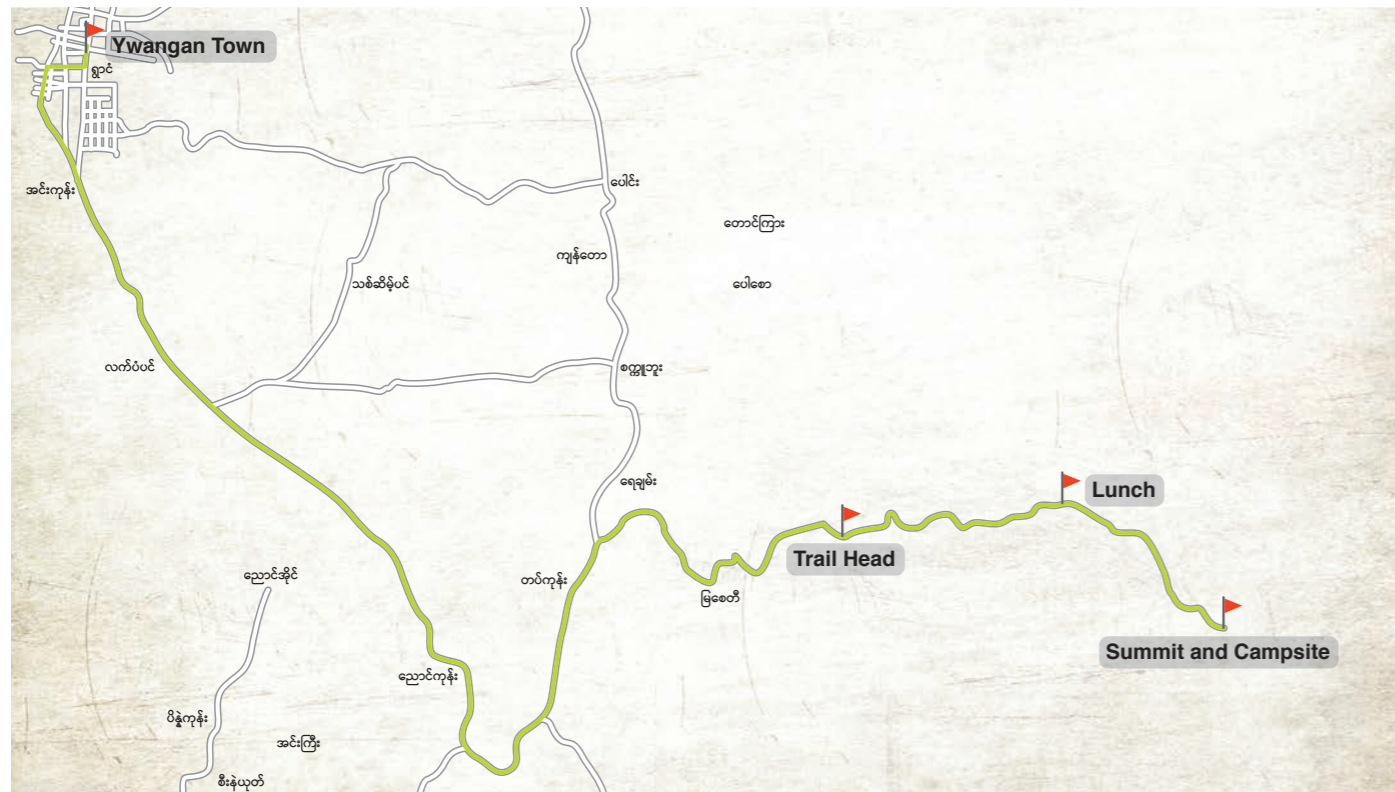 Ywangan Town
ရွာငံ
ပေါင်း
အင်းကုန်း
တောင်ကြား
ကျန်တော
သစ်ဆိမ့်ပင်
ပေါစော
လက်ပံပင်
စက္ကူဘူး
ရေချမ်း
Lunch
Trail Head
ညောင်အိုင်
တပ်ကုန်း
မြစေတီ
Summit and Campsite
ညောင်ကုန်း
ပိန္နဲကုန်း
အင်းကြီး
စီးနဲယုတ်